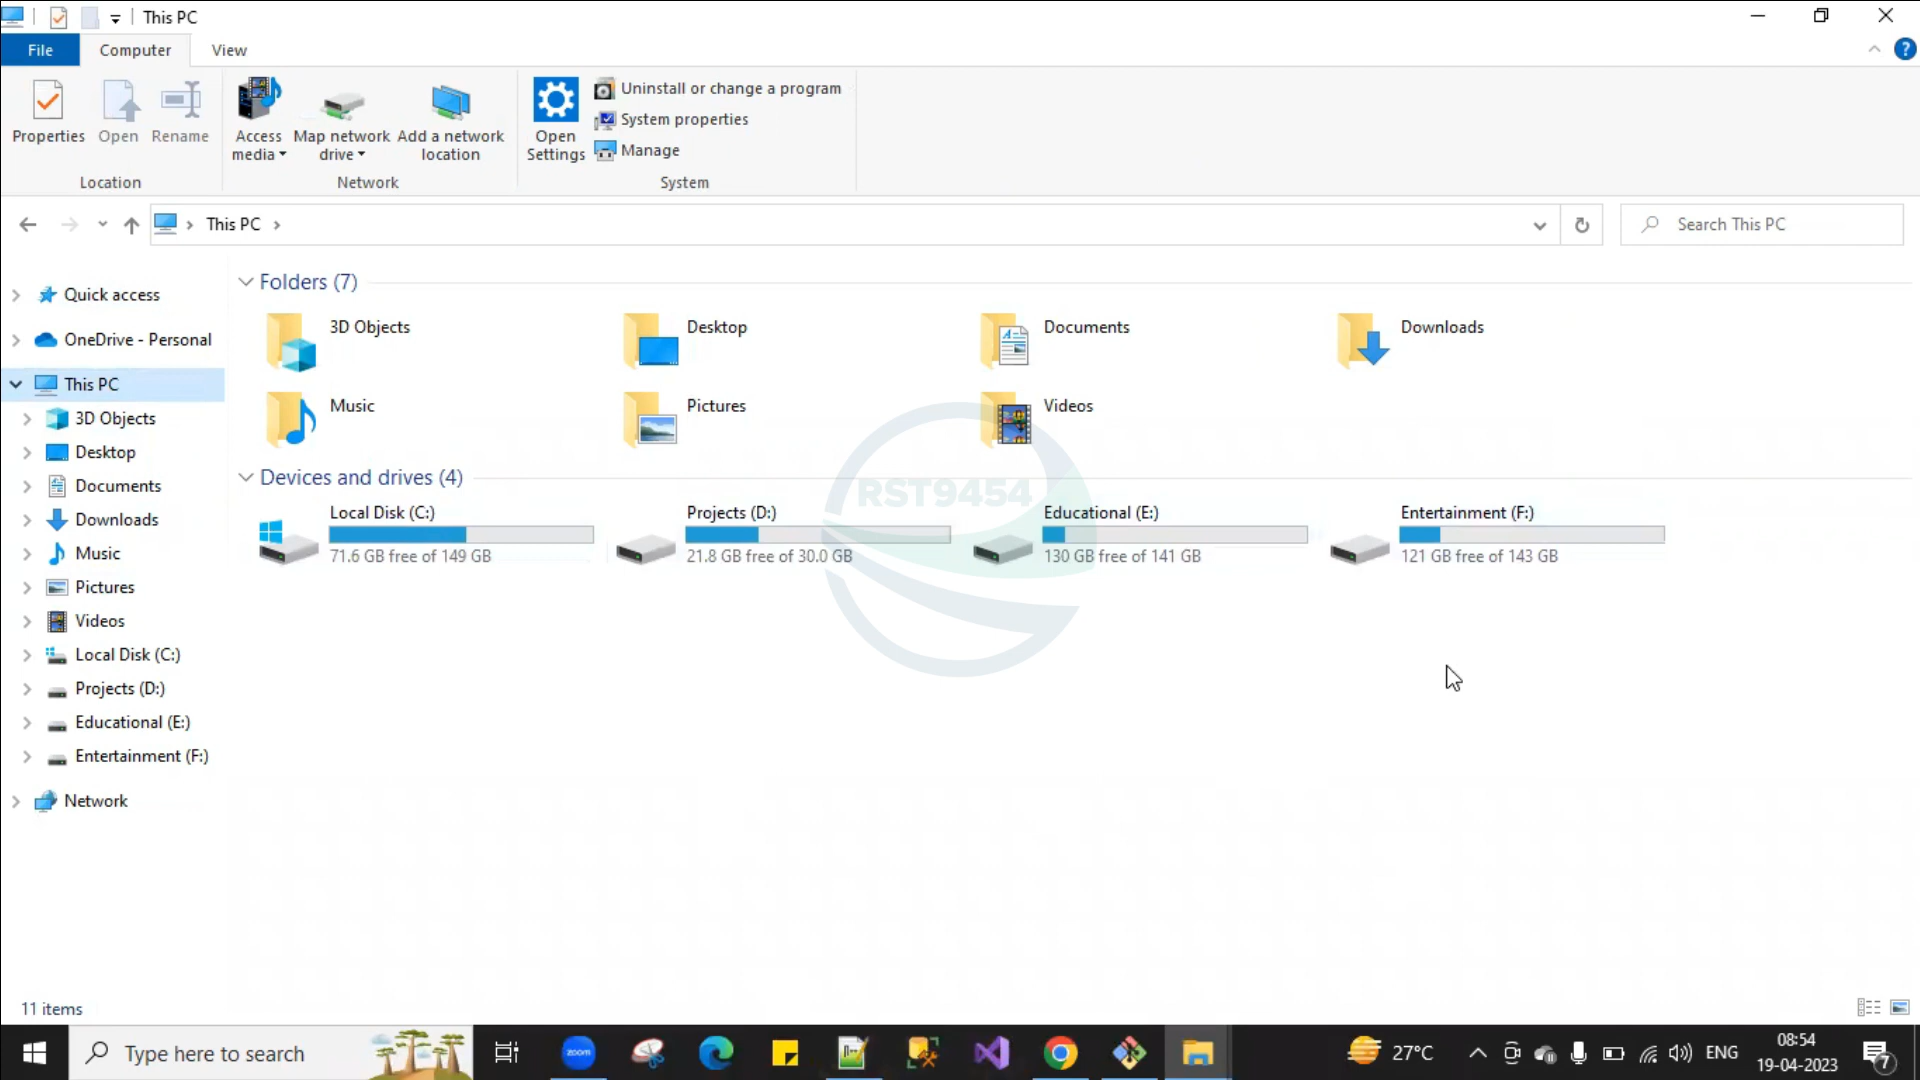 This PC
File Computer View
Properties Open Rename Access media Map network drive Add a network location Open Settings Uninstall or change a program
System properties
Manage
Location Network System
This PC
Search This PC
Quick access
OneDrive - Personal
This PC
3D Objects
Desktop
Documents
Downloads
Music
Pictures
Videos
Local Disk (C:)
Projects (D:)
Educational (E:)
Entertainment (F:)
Network
Folders (7)
3D Objects Desktop Documents Downloads
Music Pictures Videos
Devices and drives (4)
RST9454
Local Disk (C:) Projects (D:) Educational (E:) Entertainment (F:)
71.6 GB free of 149 GB 21.8 GB free of 30.0 GB 130 GB free of 141 GB 121 GB free of 143 GB
11 items
Type here to search
zoom
27°C
ENG
08:54
19-04-2023
7